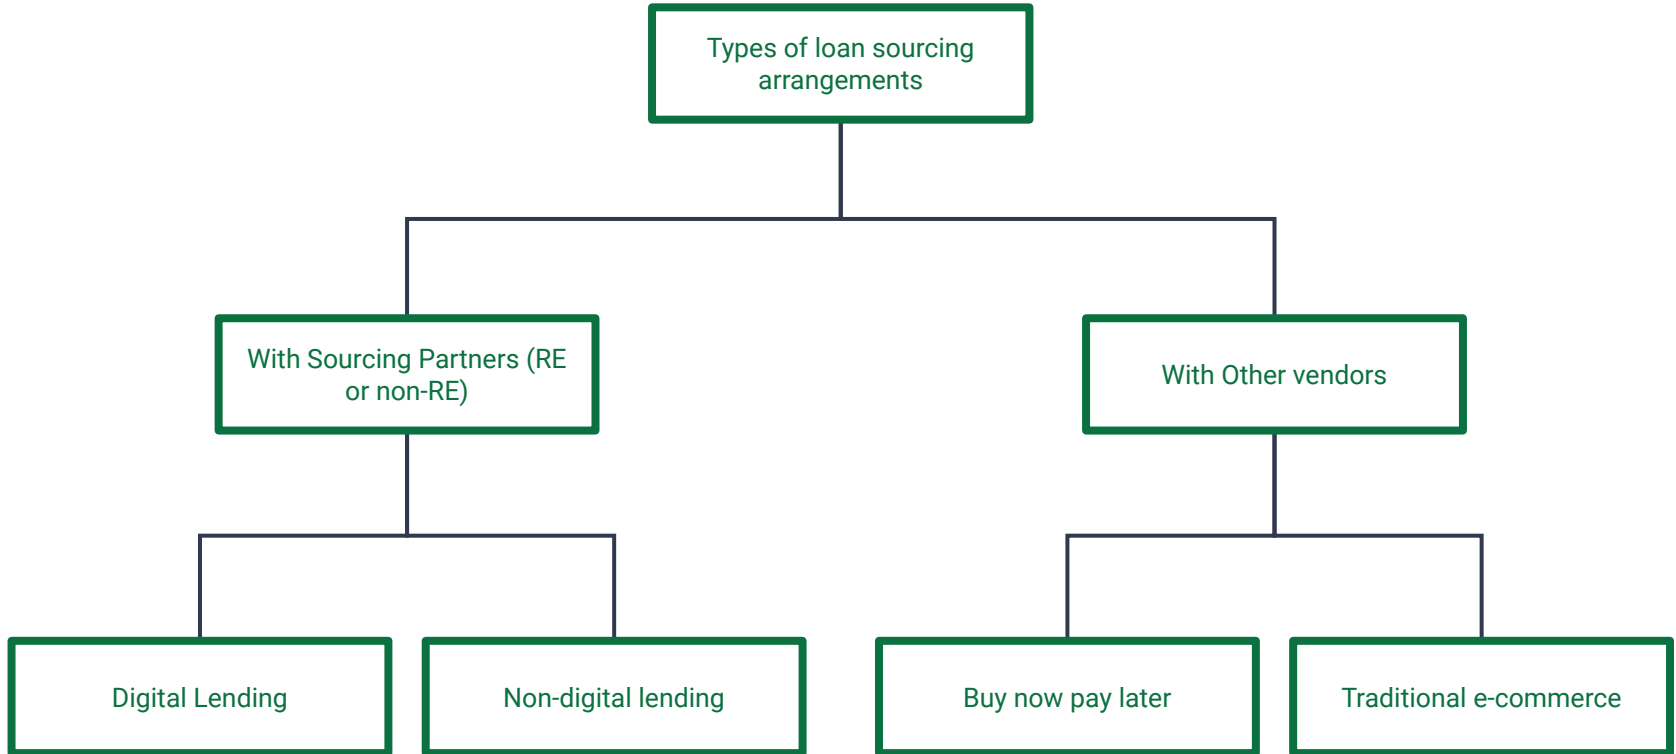 Types of loan sourcing
arrangements
With Sourcing Partners (RE
or non-RE)
With Other vendors
Digital Lending
Non-digital lending
Buy now pay later
Traditional e-commerce